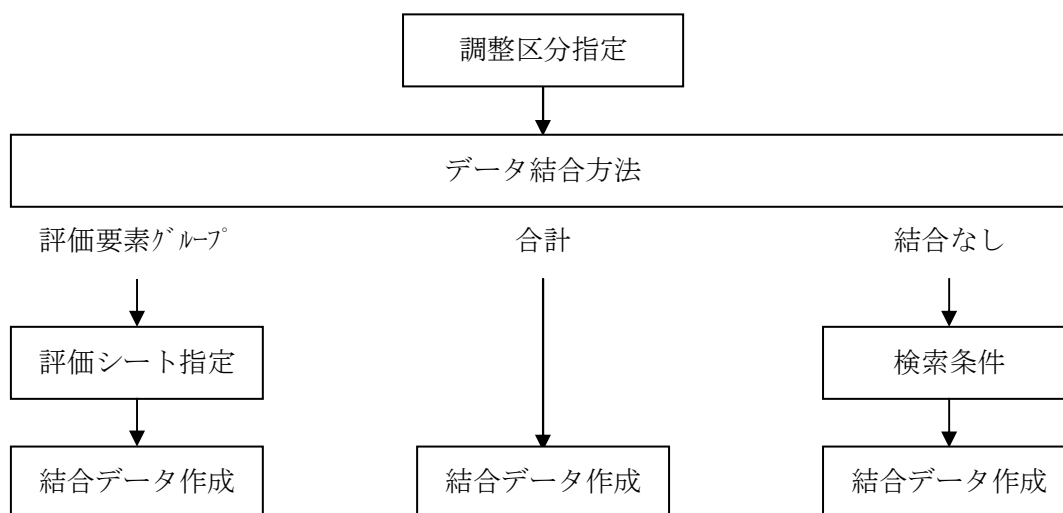 調整区分指定
データ結合方法
評価要素ｸﾞﾙｰﾌﾟ
合計
結合なし
評価シート指定
検索条件
結合データ作成
結合データ作成
結合データ作成